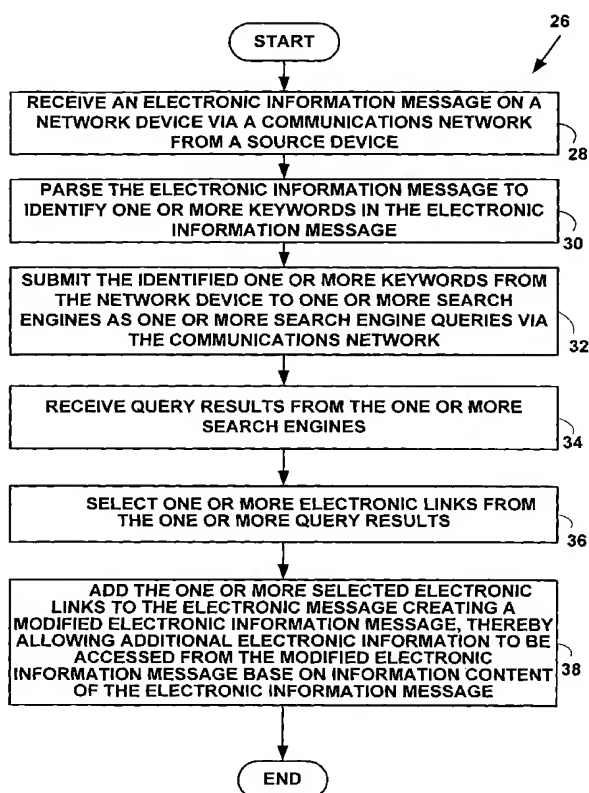 26
START
RECEIVE AN ELECTRONIC INFORMATION MESSAGE ON A
NETWORK DEVICE VIA A COMMUNICATIONS NETWORK
FROM A SOURCE DEVICE
28
PARSE THE ELECTRONIC INFORMATION MESSAGE TO
IDENTIFY ONE OR MORE KEYWORDS IN THE ELECTRONIC
INFORMATION MESSAGE
30
SUBMIT THE IDENTIFIED ONE OR MORE KEYWORDS FROM
THE NETWORK DEVICE TO ONE OR MORE SEARCH
ENGINES AS ONE OR MORE SEARCH ENGINE QUERIES VIA
THE COMMUNICATIONS NETWORK
32
RECEIVE QUERY RESULTS FROM THE ONE OR MORE
SEARCH ENGINES
34
SELECT ONE OR MORE ELECTRONIC LINKS FROM
THE ONE OR MORE QUERY RESULTS
36
ADD THE ONE OR MORE SELECTED ELECTRONIC
LINKS TO THE ELECTRONIC MESSAGE CREATING A
MODIFIED ELECTRONIC INFORMATION MESSAGE, THEREBY
ALLOWING ADDITIONAL ELECTRONIC INFORMATION TO BE
ACCESSED FROM THE MODIFIED ELECTRONIC
INFORMATION MESSAGE BASE ON INFORMATION CONTENT
OF THE ELECTRONIC INFORMATION MESSAGE
38
END